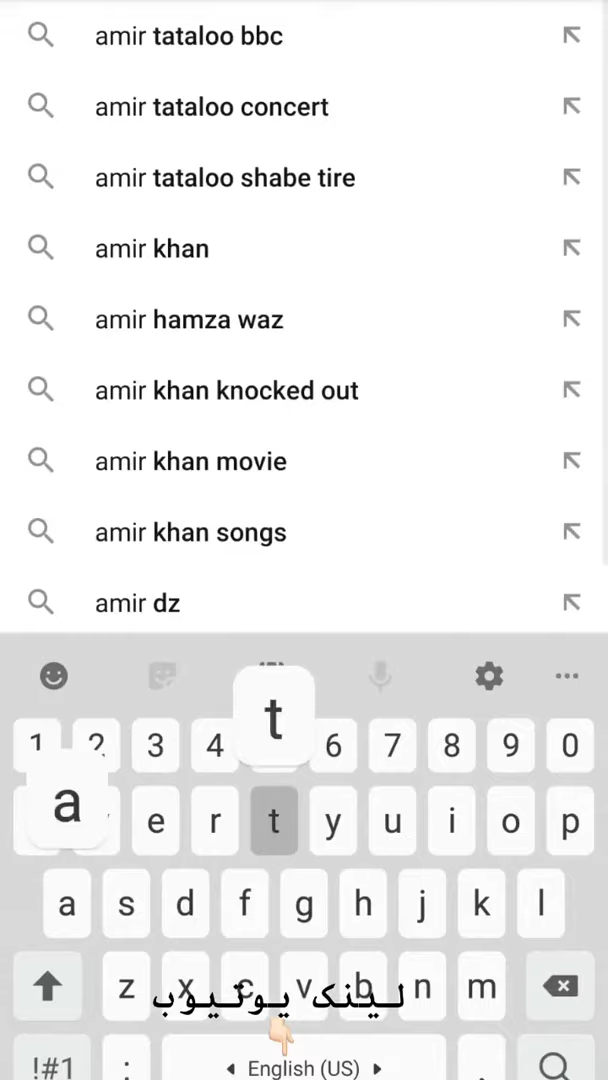 amir tataloo bbc
amir tataloo concert
amir tataloo shabe tire
amir khan
amir hamza waz
amir khan knocked out
amir khan movie
amir khan songs
amir dz
t
1 2 3 4 6 7 8 9 0
a
e r t y u i o p
a s d f g h j k l
z x c v b n m
لینک یوتیوب
!#1 , English (US) .